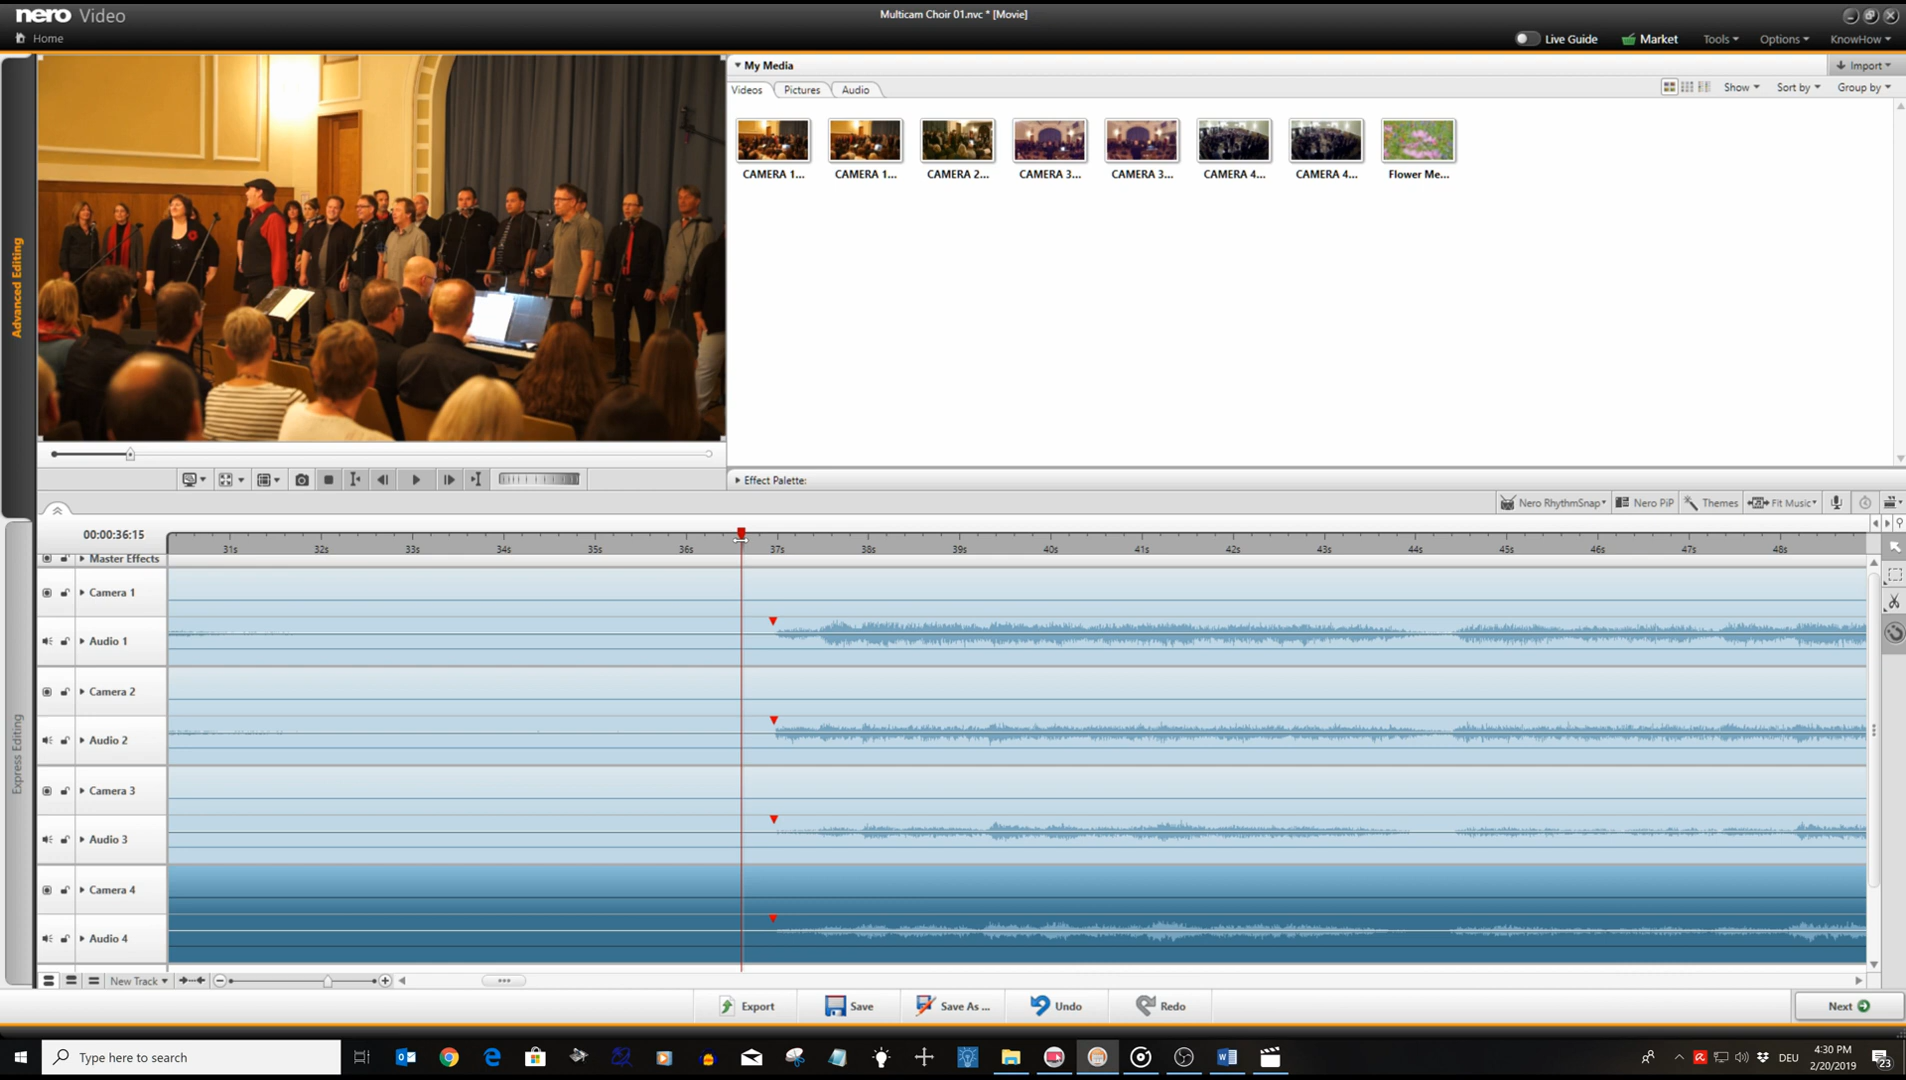 nero Video
Multicam Choir 01.nvc * [Movie]
Home
Live Guide
Market
Tools
Options
KnowHow
My Media
Import
Videos
Pictures
Audio
Show
Sort by
Group by
CAMERA 1...
CAMERA 1...
CAMERA 2...
CAMERA 3...
CAMERA 3...
CAMERA 4...
CAMERA 4...
Flower Me...
Advanced Editing
Effect Palette:
Nero RhythmSnap
Nero PiP
Themes
Fit Music
00:00:36:15
31s 32s 33s 34s 35s 36s 37s 38s 39s 40s 41s 42s 43s 44s 45s 46s 47s 48s
Master Effects
Camera 1
Audio 1
Camera 2
Audio 2
Express Editing
Camera 3
Audio 3
Camera 4
Audio 4
New Track
Export
Save
Save As ...
Undo
Redo
Next
Type here to search
DEU
4:30 PM
2/20/2019
23